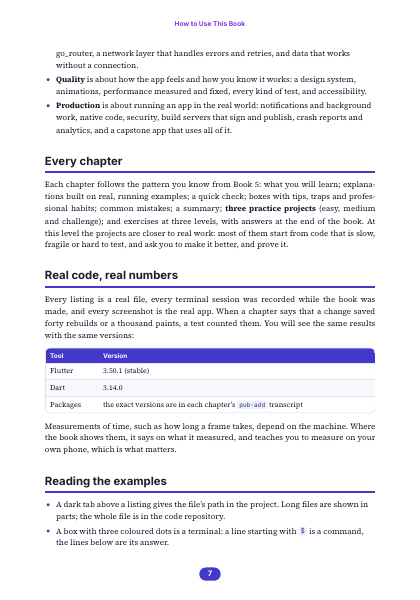 How to Use This Book
go_router, a network layer that handles errors and retries, and data that works
without a connection.
• Quality is about how the app feels and how you know it works: a design system,
animations, performance measured and fixed, every kind of test, and accessibility.
• Production is about running an app in the real world: notifications and background
work, native code, security, build servers that sign and publish, crash reports and
analytics, and a capstone app that uses all of it.
Every chapter
Each chapter follows the pattern you know from Book 5: what you will learn; explana-
tions built on real, running examples; a quick check; boxes with tips, traps and profes-
sional habits; common mistakes; a summary; three practice projects (easy, medium
and challenge); and exercises at three levels, with answers at the end of the book. At
this level the projects are closer to real work: most of them start from code that is slow,
fragile or hard to test, and ask you to make it better, and prove it.
Real code, real numbers
Every listing is a real file, every terminal session was recorded while the book was
made, and every screenshot is the real app. When a chapter says that a change saved
forty rebuilds or a thousand paints, a test counted them. You will see the same results
with the same versions:
Tool Version
Flutter 3.50.1 (stable)
Dart 3.14.0
Packages the exact versions are in each chapter's pub-add transcript
Measurements of time, such as how long a frame takes, depend on the machine. Where
the book shows them, it says on what it measured, and teaches you to measure on your
own phone, which is what matters.
Reading the examples
• A dark tab above a listing gives the file's path in the project. Long files are shown in
parts; the whole file is in the code repository.
• A box with three coloured dots is a terminal: a line starting with $ is a command,
the lines below are its answer.
7